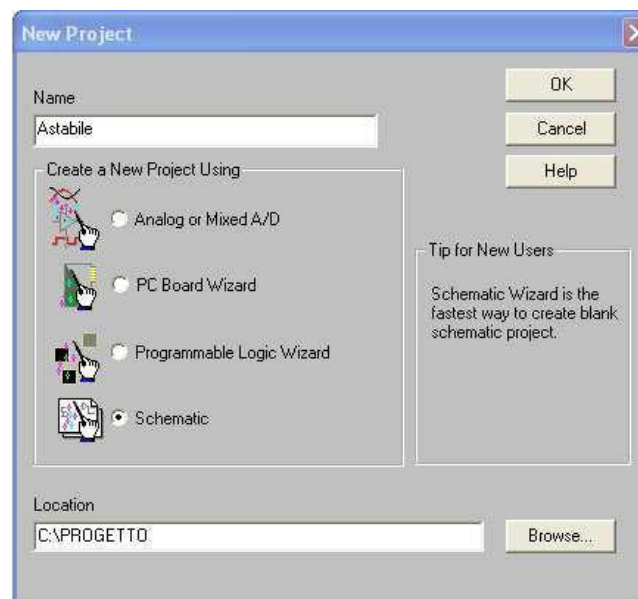 New Project
Name
Astabile
OK
Cancel
Help
Create a New Project Using
Analog or Mixed A/D
PC Board Wizard
Programmable Logic Wizard
Schematic
Tip for New Users
Schematic Wizard is the
fastest way to create blank
schematic project.
Location
C:\PROGETTO
Browse...